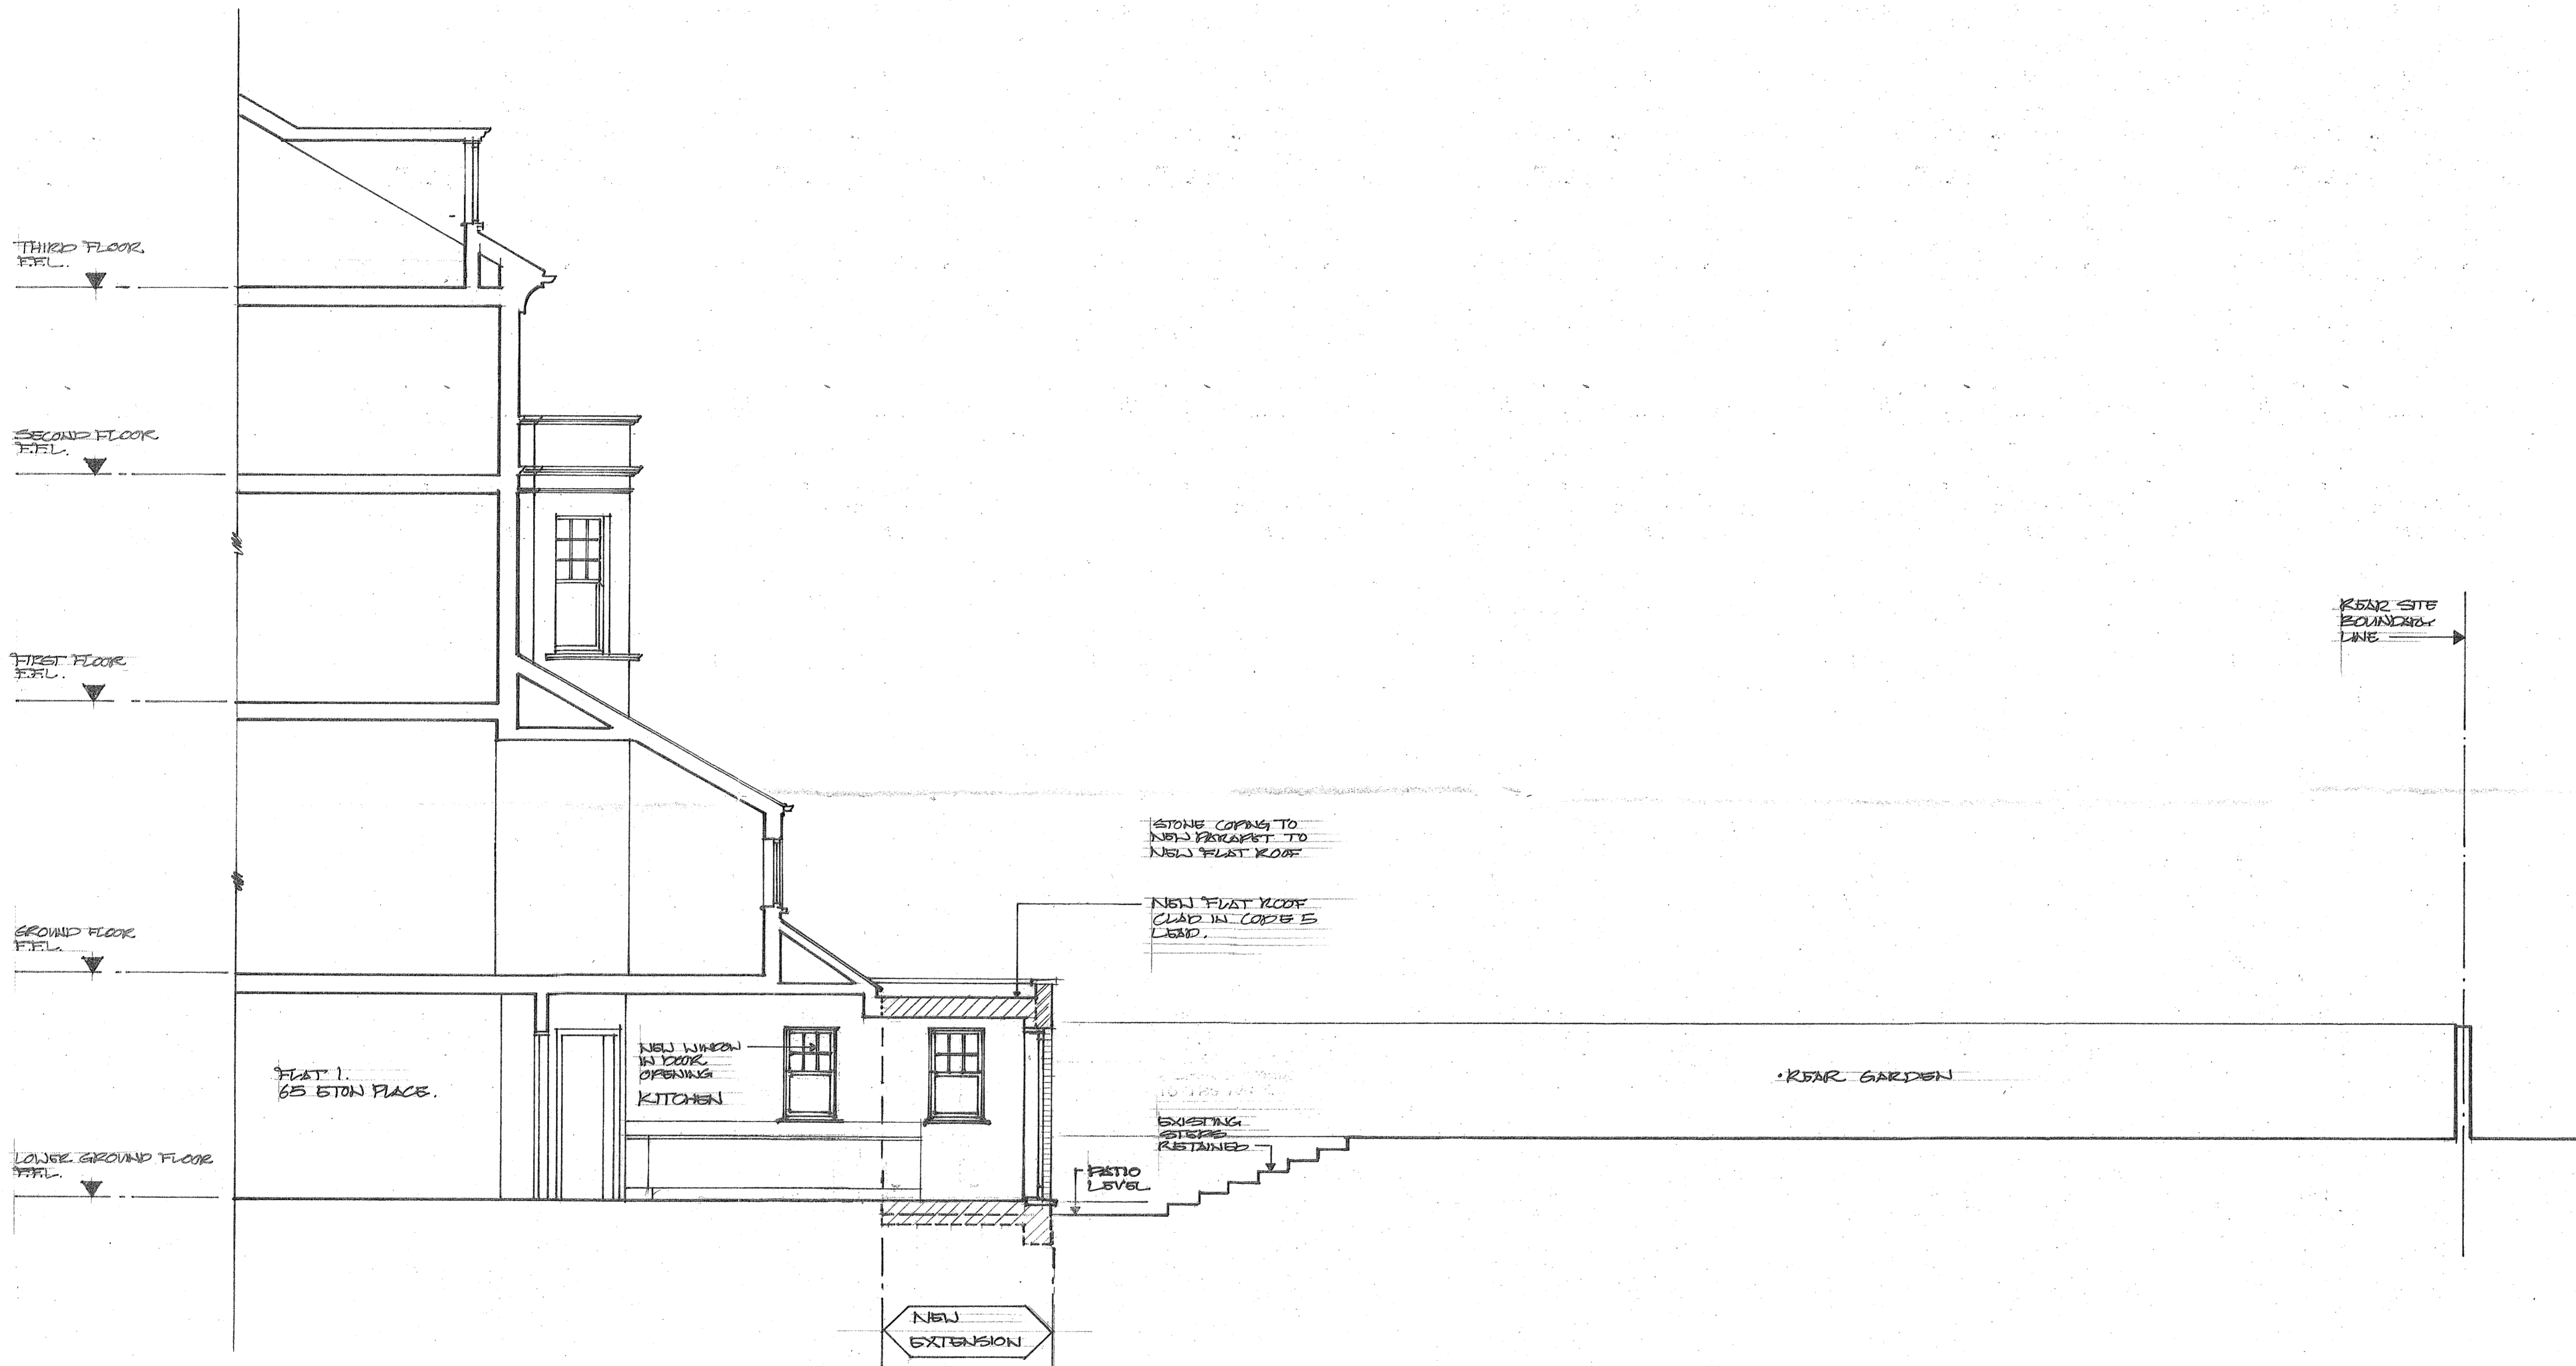 THIRD FLOOR
F.F.L.
SECOND FLOOR
F.F.L.
FIRST FLOOR
F.F.L.
GROUND FLOOR
F.F.L.
LOWER GROUND FLOOR
F.F.L.
FLAT 1.
65 ETON PLACE.
NEW WINDOW
IN DOOR
OPENING
KITCHEN
STONE COPING TO
NEW PARAPET TO
NEW FLAT ROOF
NEW FLAT ROOF
CLAD IN CODE 5
LEAD.
EXISTING
STEPS
RETAINED
PATIO
LEVEL
NEW
EXTENSION
• REAR GARDEN
REAR SITE
BOUNDARY
LINE